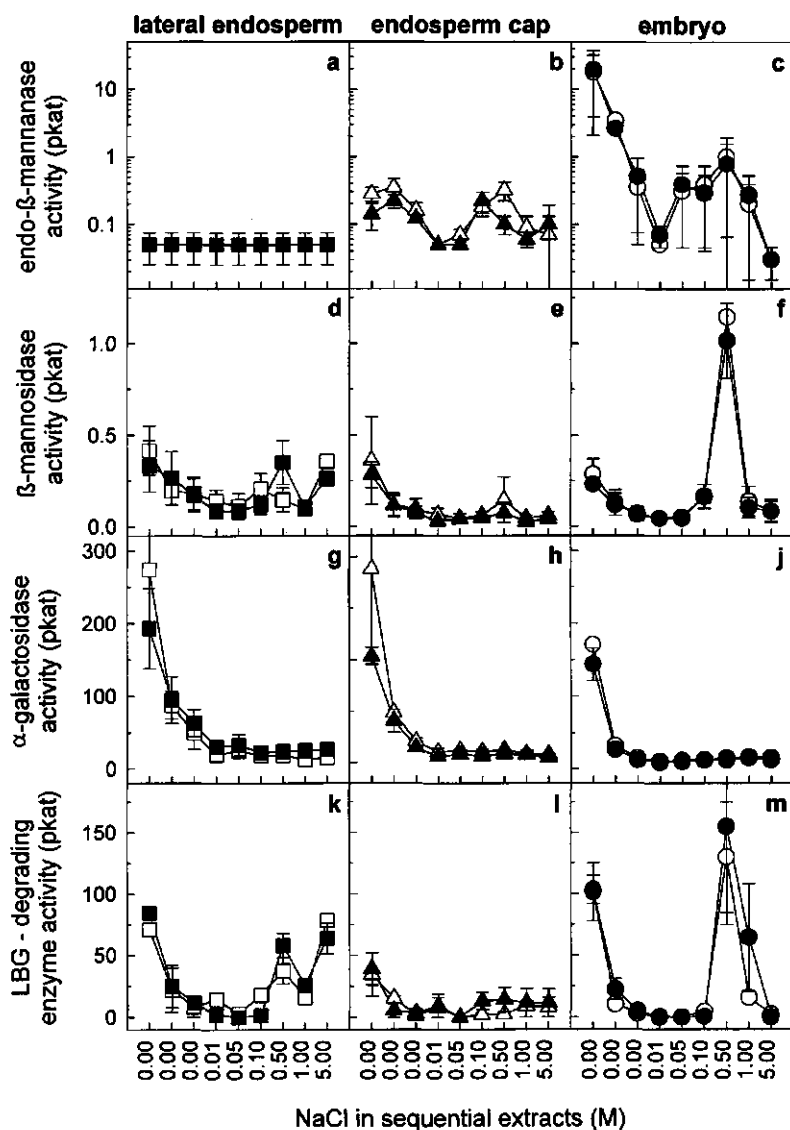 lateral endosperm endosperm cap embryo
endo-ß-mannanase
activity (pkat)
10
1
0.1
a
b
c
ß-mannosidase
activity (pkat)
1.0
0.5
0.0
d
e
f
α-galactosidase
activity (pkat)
300
200
100
0
g
h
j
LBG - degrading
enzyme activity (pkat)
150
100
50
0
k
l
m
0.00 0.00 0.00 0.01 0.05 0.10 0.50 1.00 5.00 0.00 0.00 0.00 0.01 0.05 0.10 0.50 1.00 5.00 0.00 0.00 0.00 0.01 0.05 0.10 0.50 1.00 5.00
NaCl in sequential extracts (M)